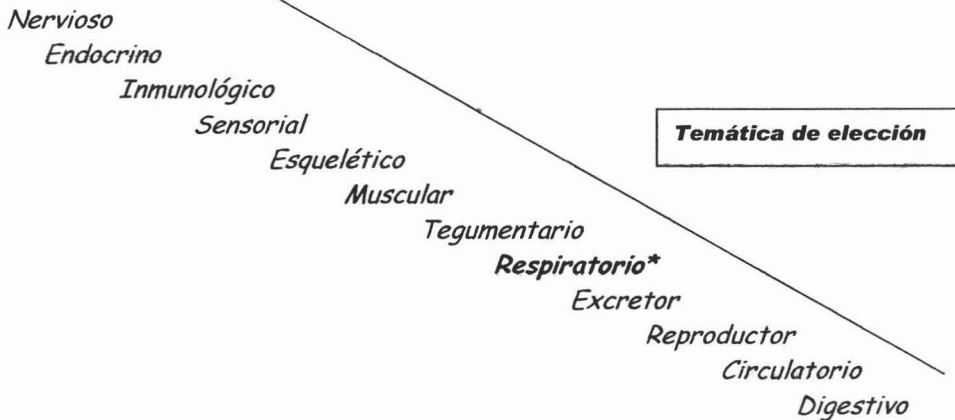 Nervioso
Endocrino
Inmunológico
Sensorial
Temática de elección
Esquelético
Muscular
Tegumentario
Respiratorio*
Excretor
Reproductor
Circulatorio
Digestivo